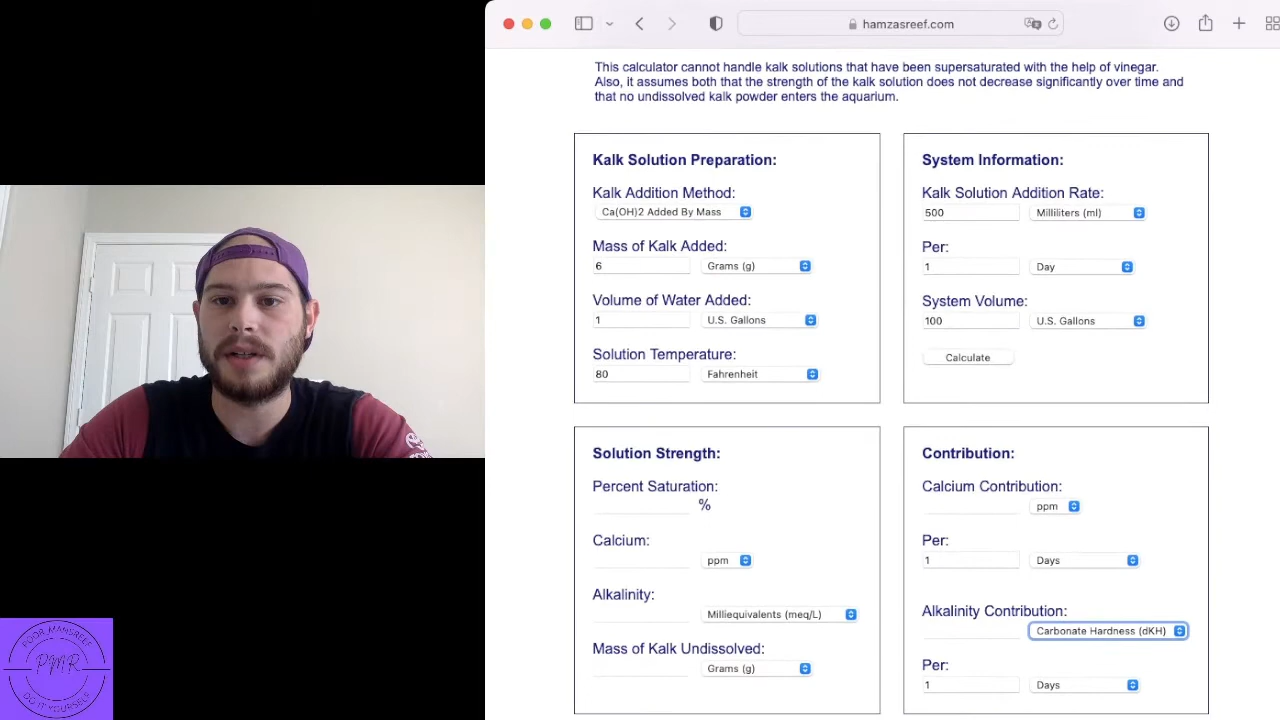 hamzasreef.com
This calculator cannot handle kalk solutions that have been supersaturated with the help of vinegar.
Also, it assumes both that the strength of the kalk solution does not decrease significantly over time and
that no undissolved kalk powder enters the aquarium.
Kalk Solution Preparation:
Kalk Addition Method:
Ca(OH)2 Added By Mass
Mass of Kalk Added:
6 Grams (g)
Volume of Water Added:
1 U.S. Gallons
Solution Temperature:
80 Fahrenheit
System Information:
Kalk Solution Addition Rate:
500 Milliliters (ml)
Per:
1 Day
System Volume:
100 U.S. Gallons
Calculate
Solution Strength:
Percent Saturation:
%
Calcium:
ppm
Alkalinity:
Milliequivalents (meq/L)
Mass of Kalk Undissolved:
Grams (g)
Contribution:
Calcium Contribution:
ppm
Per:
1 Days
Alkalinity Contribution:
Carbonate Hardness (dKH)
Per:
1 Days
POOR MANSREEF
PMR
DO IT YOURSELF